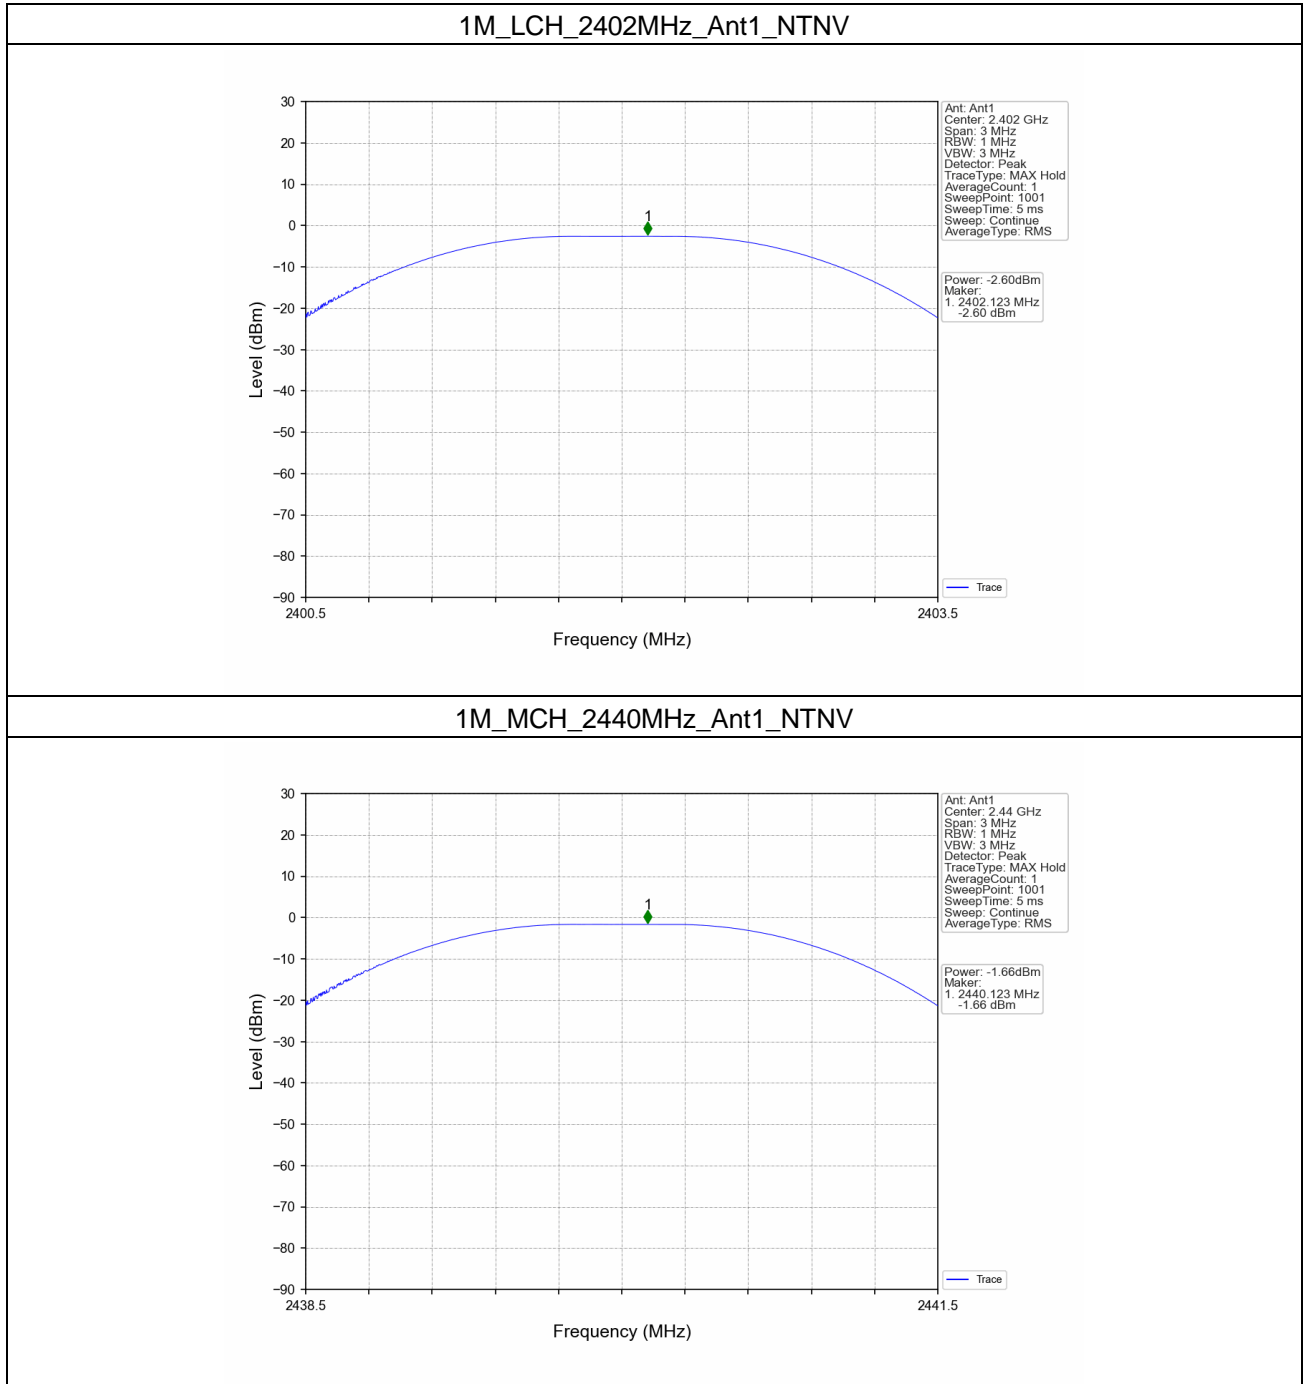 1M_LCH_2402MHz_Ant1_NTNV
30
20
10
0
−10
−20
−30
−40
−50
−60
−70
−80
−90
Level (dBm)
1
2400.5
2403.5
Frequency (MHz)
Ant: Ant1
Center: 2.402 GHz
Span: 3 MHz
RBW: 1 MHz
VBW: 3 MHz
Detector: Peak
TraceType: MAX Hold
AverageCount: 1
SweepPoint: 1001
SweepTime: 5 ms
Sweep: Continue
AverageType: RMS
Power: -2.60dBm
Maker:
1. 2402.123 MHz
-2.60 dBm
Trace
1M_MCH_2440MHz_Ant1_NTNV
30
20
10
0
−10
−20
−30
−40
−50
−60
−70
−80
−90
Level (dBm)
1
2438.5
2441.5
Frequency (MHz)
Ant: Ant1
Center: 2.44 GHz
Span: 3 MHz
RBW: 1 MHz
VBW: 3 MHz
Detector: Peak
TraceType: MAX Hold
AverageCount: 1
SweepPoint: 1001
SweepTime: 5 ms
Sweep: Continue
AverageType: RMS
Power: -1.66dBm
Maker:
1. 2440.123 MHz
-1.66 dBm
Trace